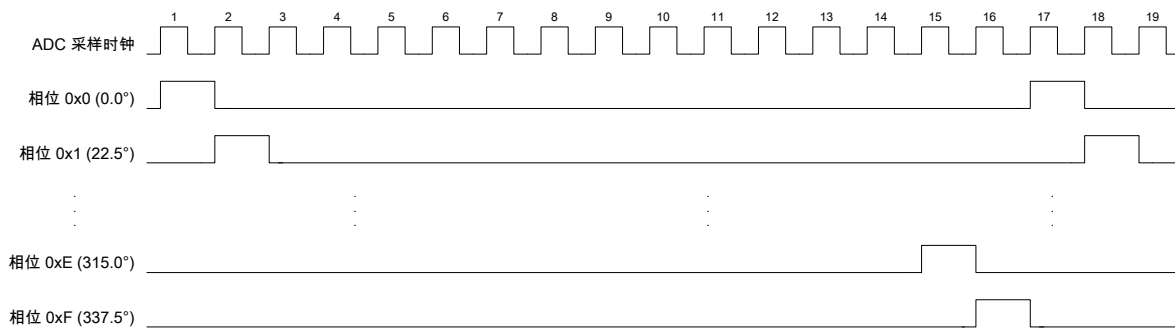 1 2 3 4 5 6 7 8 9 10 11 12 13 14 15 16 17 18 19
ADC 采样时钟
相位 0x0 (0.0°)
相位 0x1 (22.5°)
相位 0xE (315.0°)
相位 0xF (337.5°)